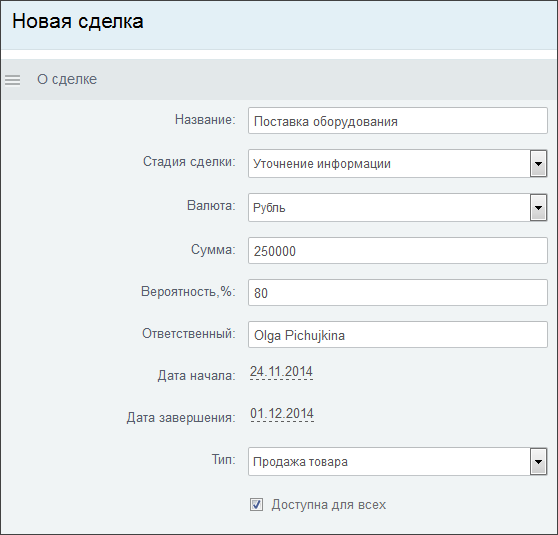 Новая сделка
О сделке
Название: Поставка оборудования
Стадия сделки: Уточнение информации
Валюта: Рубль
Сумма: 250000
Вероятность,%: 80
Ответственный: Olga Pichujkina
Дата начала: 24.11.2014
Дата завершения: 01.12.2014
Тип: Продажа товара
Доступна для всех